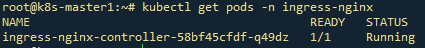 root@k8s-master1:~# kubectl get pods -n ingress-nginx
NAME READY STATUS
ingress-nginx-controller-58bf45cfdf-q49dz 1/1 Running